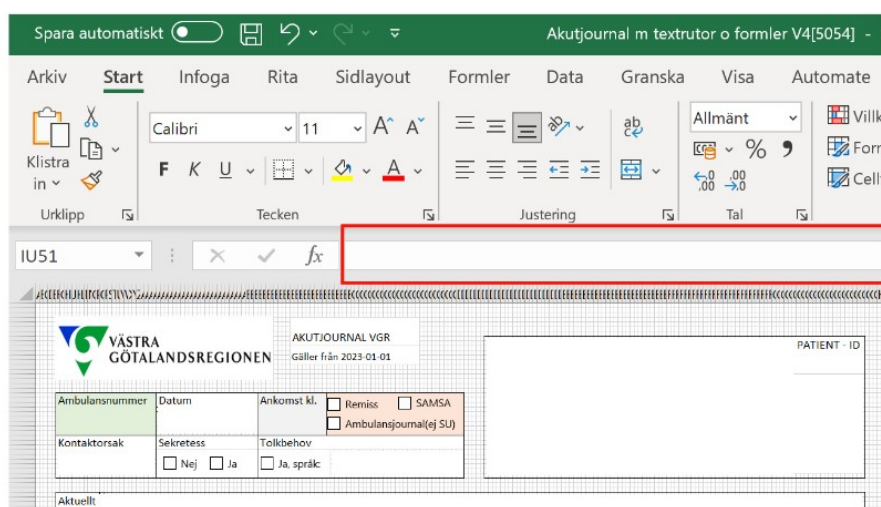 Spara automatiskt
Akutjournal m textrutor o formler V4[5054] -
Arkiv Start Infoga Rita Sidlayout Formler Data Granska Visa Automate
Klistra in
Calibri 11
F K U
ab
Allmänt
Urklipp Tecken Justering Tal
IU51
fx
VÄSTRA
GÖTALANDSREGIONEN
AKUTJOURNAL VGR
Gäller från 2023-01-01
PATIENT - ID
Ambulansnummer Datum Ankomst kl. Remiss SAMSA
Ambulansjournal(ej SU)
Kontaktorsak Sekretess Tolkbehov
Nej Ja Ja, språk:
Aktuellt